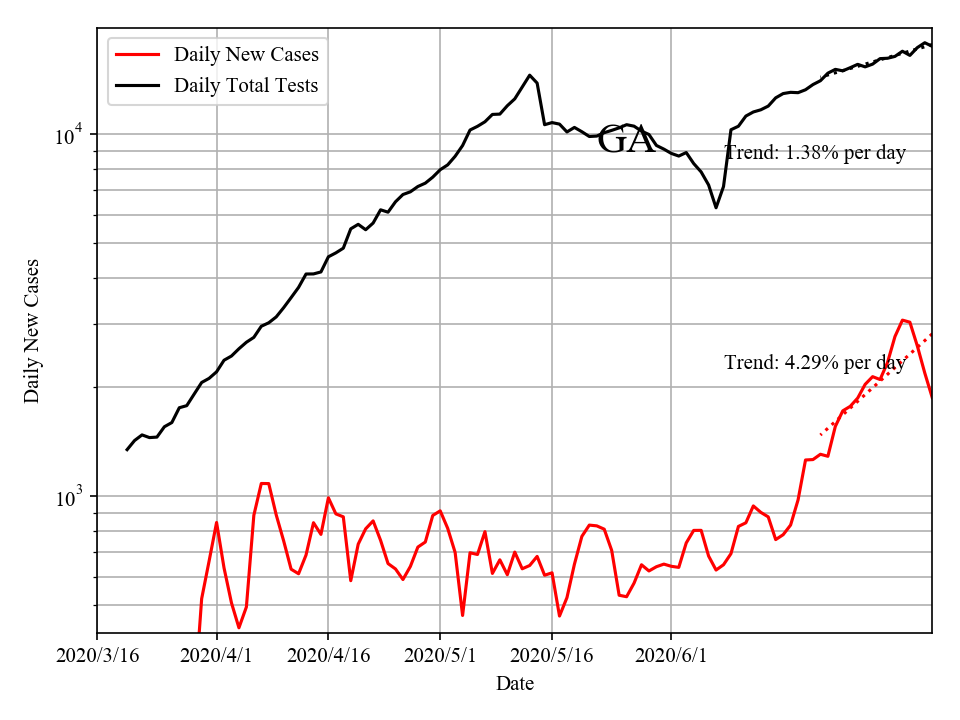 Daily New Cases
Daily Total Tests
10^4
GA
Trend: 1.38% per day
Daily New Cases
Trend: 4.29% per day
10^3
2020/3/16 2020/4/1 2020/4/16 2020/5/1 2020/5/16 2020/6/1
Date